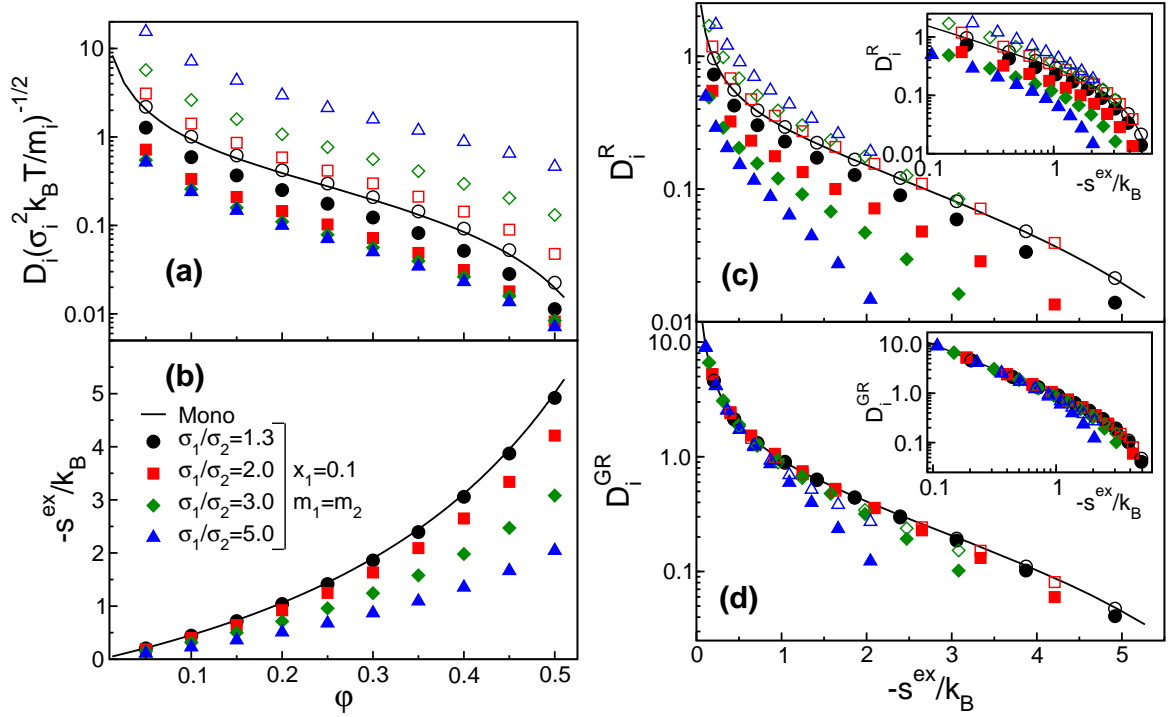 D_i(σ_i^2k_BT/m_i)^-1/2
10
1
0.1
0.01
(a)
-s^ex/k_B
5
4
3
2
1
0
(b)
Mono
σ_1/σ_2=1.3
σ_1/σ_2=2.0
σ_1/σ_2=3.0
σ_1/σ_2=5.0
x_1=0.1
m_1=m_2
0.1 0.2 0.3 0.4 0.5
φ
D_i^R
1
0.1
0.01
(c)
D_i^R
1
0.1
0.01
0.1 1
-s^ex/k_B
D_i^GR
10.0
1.0
0.1
(d)
D_i^GR
10.0
1.0
0.1
0.1 1
-s^ex/k_B
0 1 2 3 4 5
-s^ex/k_B